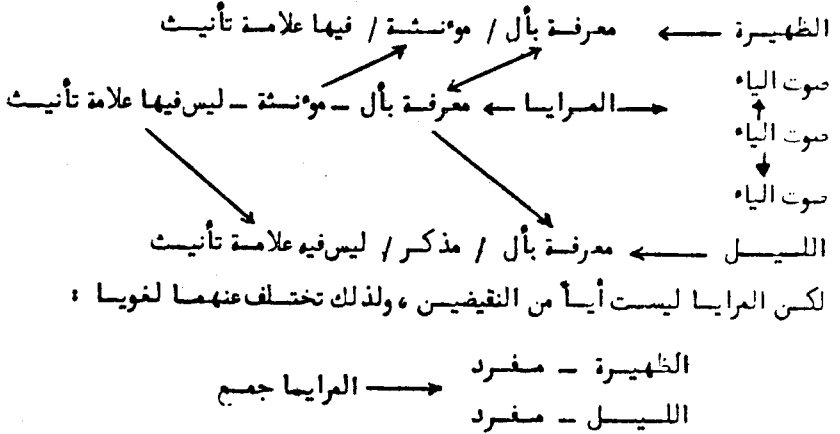 الظهيرة ← معرفة بأل / مؤنثة / فيها علامة تأنيث
صوت الياء
المرايا ← معرفة بأل – مؤنثة – ليس فيها علامة تأنيث
صوت الياء
صوت الياء
الليل ← معرفة بأل / مذكر / ليس فيه علامة تأنيث
لكن المرايا ليست أياً من النقيضين ، ولذلك تختلف عنهما لغويا :
الظهيرة – مفرد
المرايا جمع
الليل – مفرد